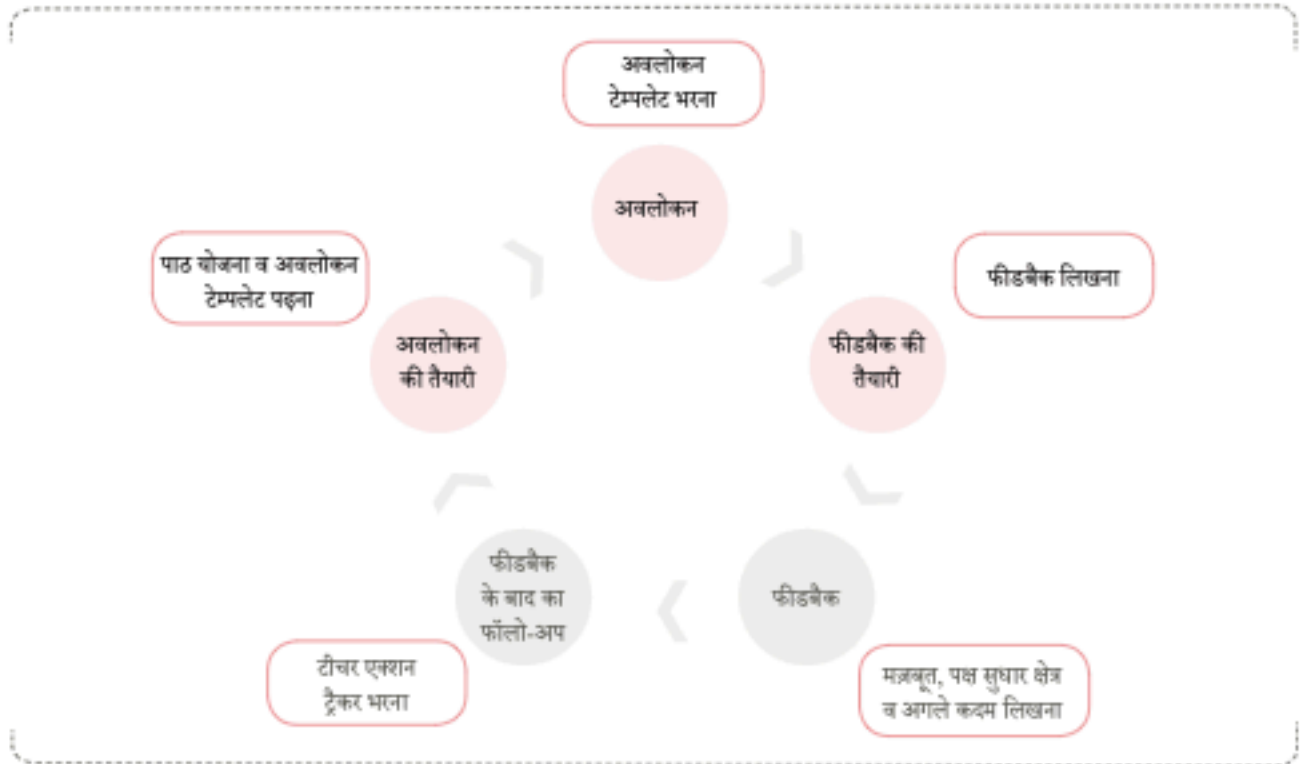 अवलोकन
टेम्पलेट भरना
अवलोकन
पाठ योजना व अवलोकन
टेम्पलेट पढ़ना
अवलोकन
की तैयारी
फीडबैक लिखना
फीडबैक की
तैयारी
फीडबैक
के बाद का
फॉलो-अप
फीडबैक
टीचर एक्शन
ट्रैकर भरना
मज़बूत, पक्ष सुधार क्षेत्र
व अगले कदम लिखना